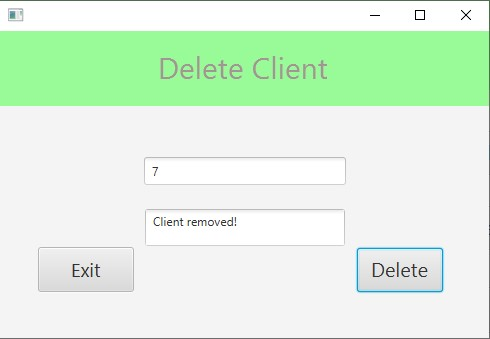 Delete Client
7
Client removed!
Exit
Delete